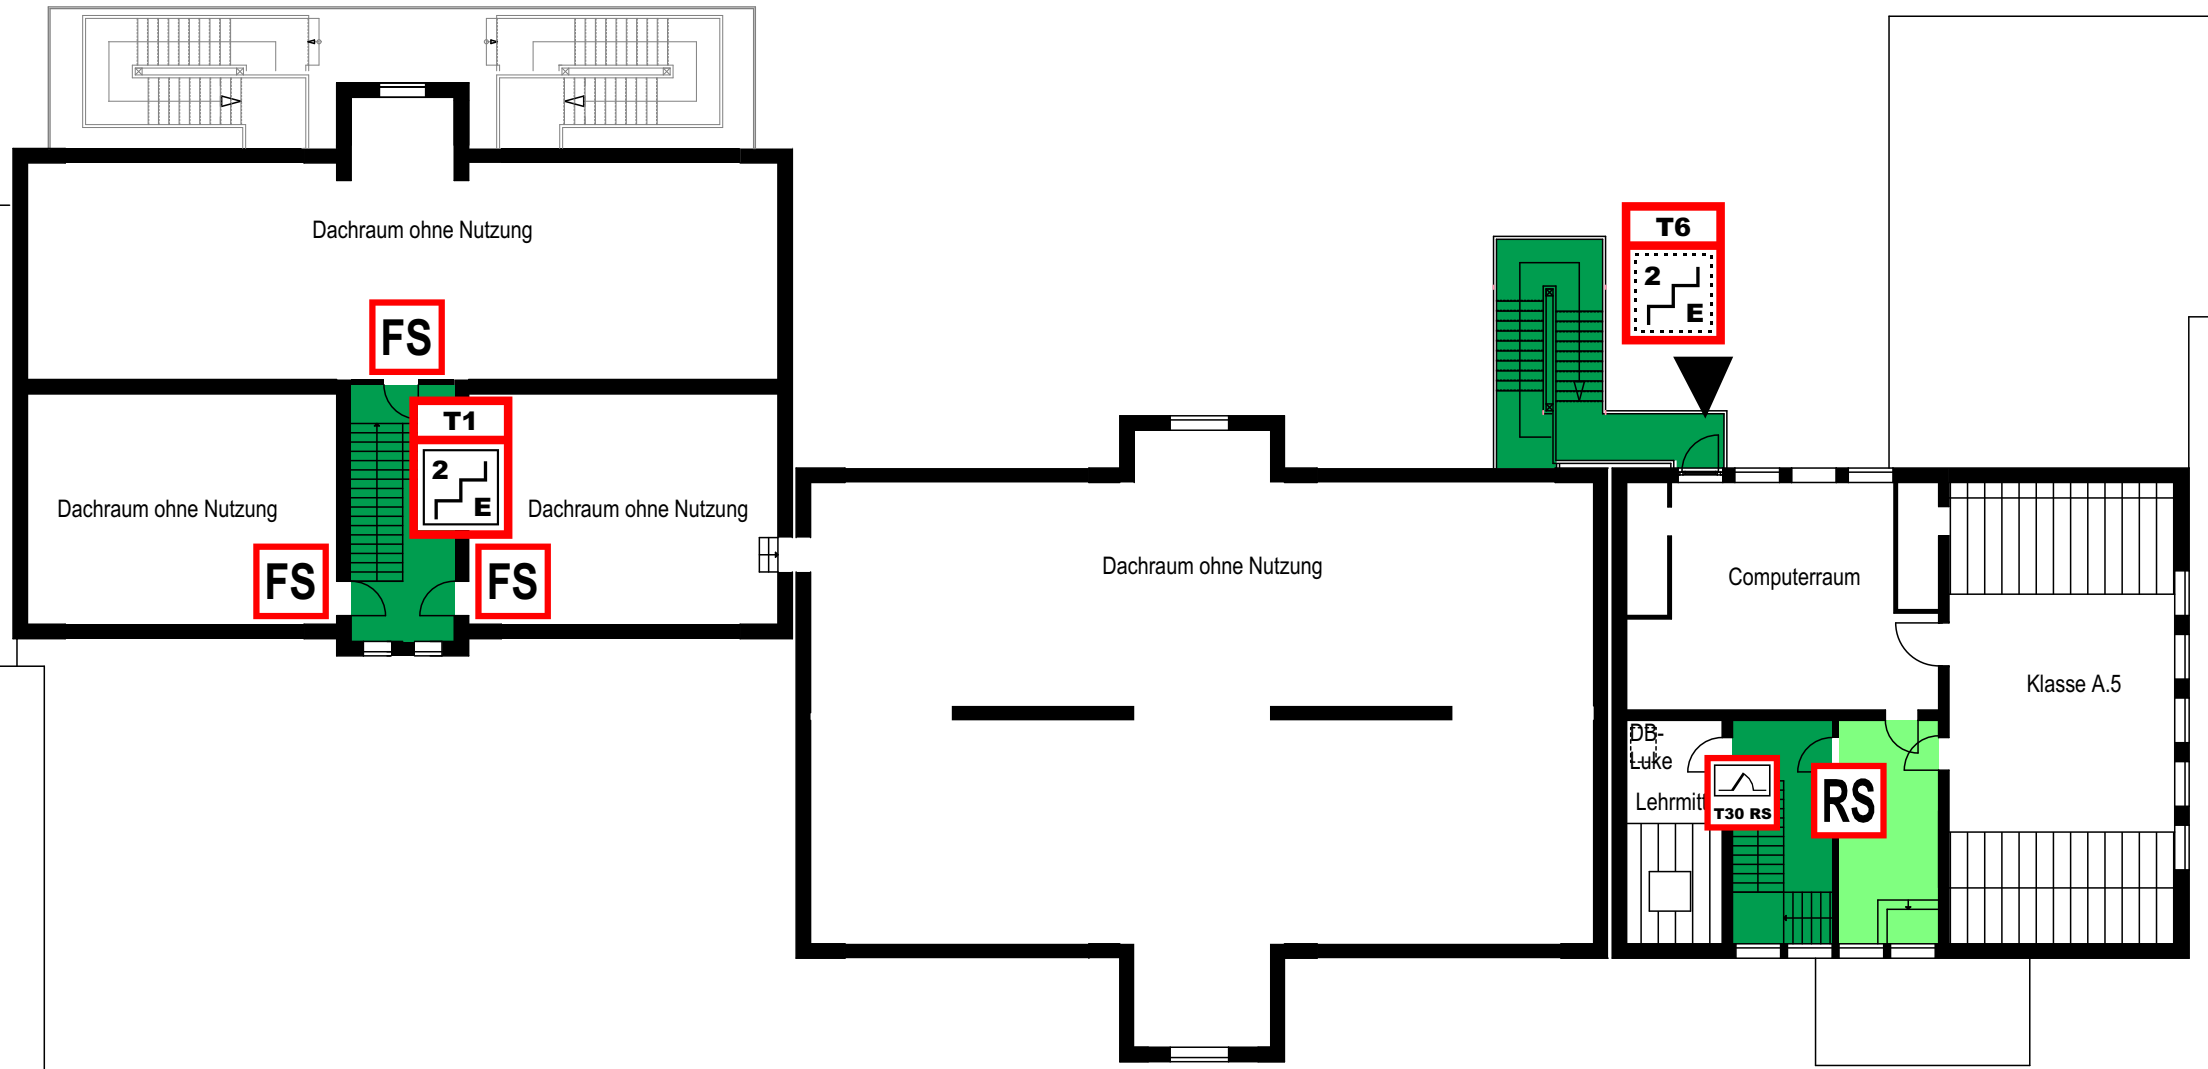 Dachraum ohne Nutzung
T6
2
E
FS
T1
2
E
Dachraum ohne Nutzung
Dachraum ohne Nutzung
FS
FS
Dachraum ohne Nutzung
Computerraum
Klasse A.5
DB-
Luke
Lehrmitt
T30 RS
RS